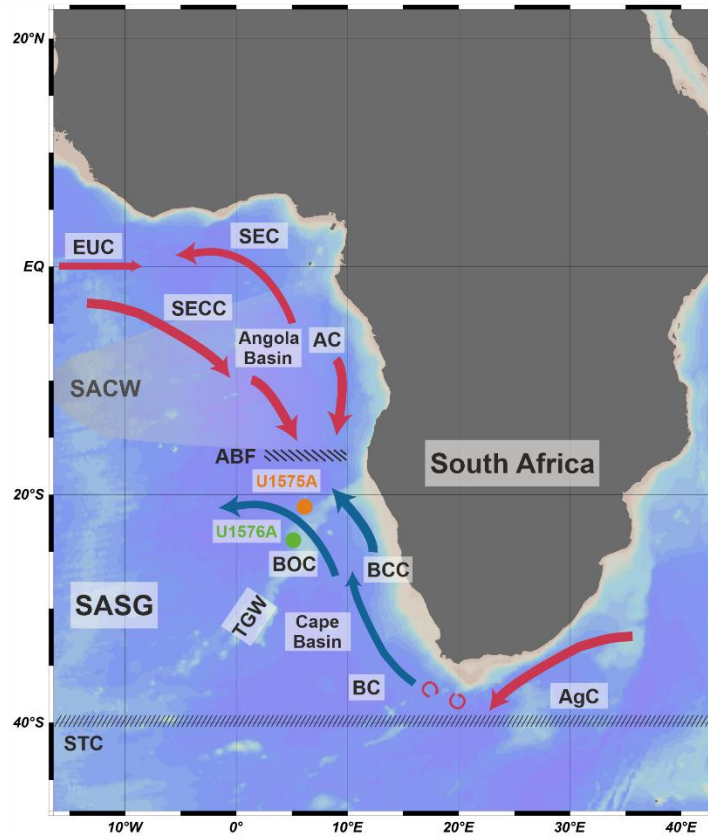 20°N
SEC
EUC
EQ
SECC
Angola
Basin
AC
SACW
ABF
South Africa
U1575A
20°S
U1576A
BOC
BCC
SASG
TGW
Cape
Basin
BC
AgC
40°S
STC
10°W
0°
10°E
20°E
30°E
40°E